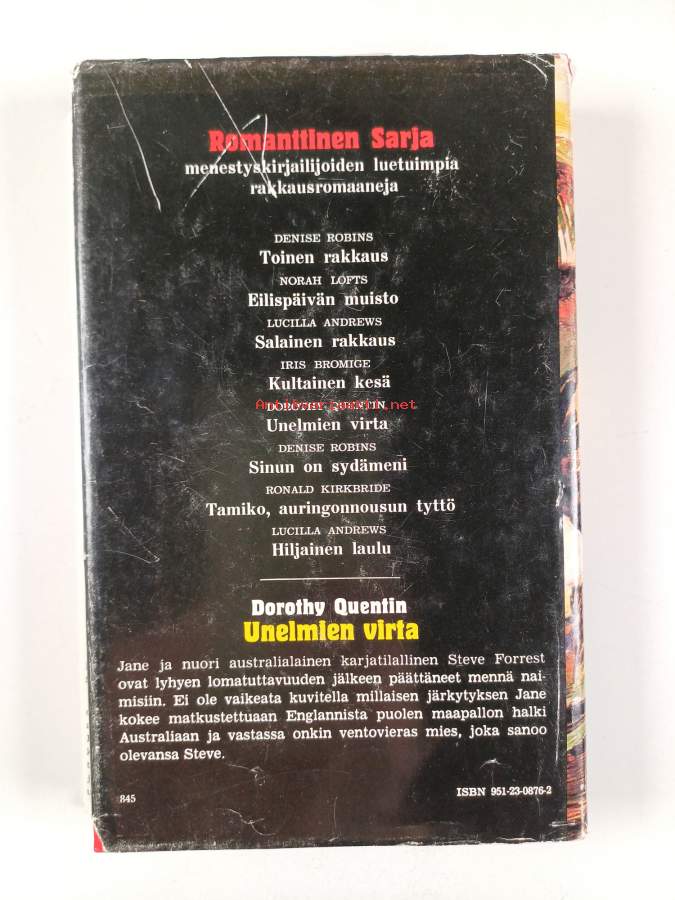 Romanttinen Sarja
menestyskirjailijoiden luetuimpia
rakkausromaaneja
DENISE ROBINS
Toinen rakkaus
NORAH LOFTS
Eilispäivän muisto
LUCILLA ANDREWS
Salainen rakkaus
IRIS BROMIGE
Kultainen kesä
DOROTHY QUENTIN
Antikvariaatti.net
Unelmien virta
DENISE ROBINS
Sinun on sydämeni
RONALD KIRKBRIDE
Tamiko, auringonnousun tyttö
LUCILLA ANDREWS
Hiljainen laulu
Dorothy Quentin
Unelmien virta
Jane ja nuori australialainen karjatilallinen Steve Forrest
ovat lyhyen lomatuttavuuden jälkeen päättäneet mennä nai-
misiin. Ei ole vaikeata kuvitella millaisen järkytyksen Jane
kokee matkustettuaan Englannista puolen maapallon halki
Australiaan ja vastassa onkin ventovieras mies, joka sanoo
olevansa Steve.
845
ISBN 951-23-0876-2